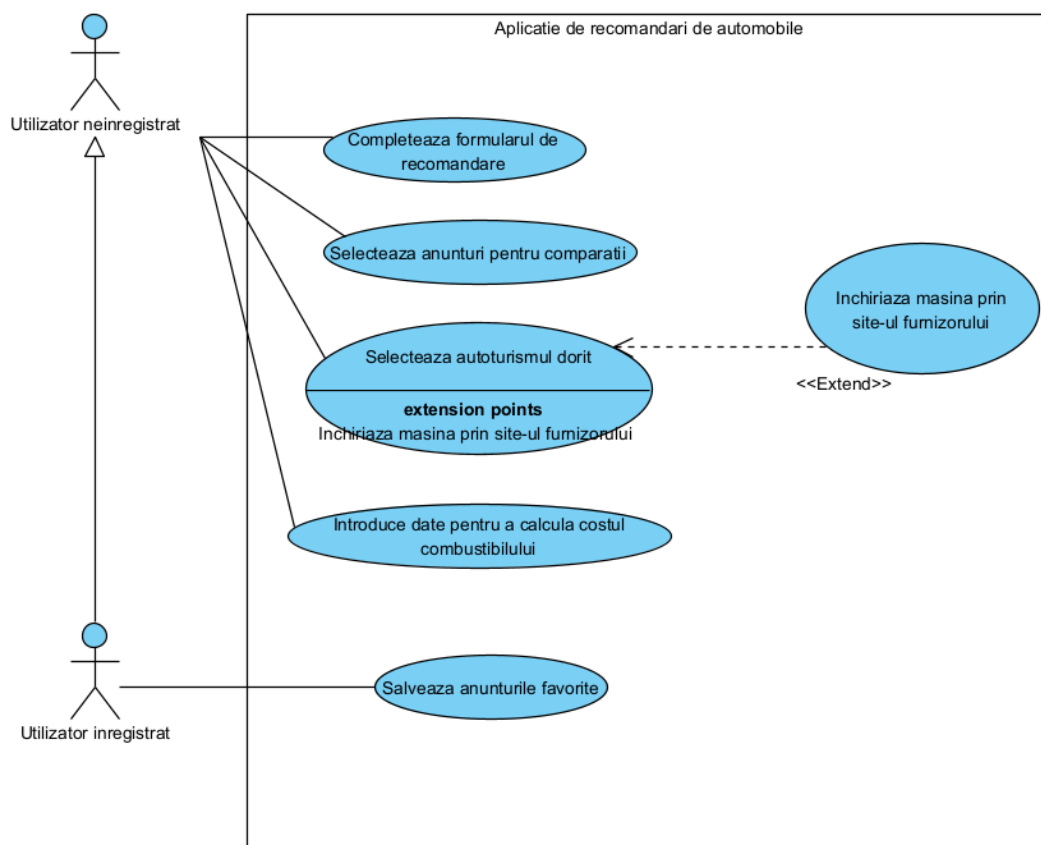 Aplicatie de recomandari de automobile
Utilizator neinregistrat
Completeaza formularul de
recomandare
Selecteaza anunturi pentru comparatii
Inchiriaza masina prin
site-ul furnizorului
Selecteaza autoturismul dorit
<<Extend>>
extension points
Inchiriaza masina prin site-ul furnizorului
Introduce date pentru a calcula costul
combustibilului
Salveaza anunturile favorite
Utilizator inregistrat